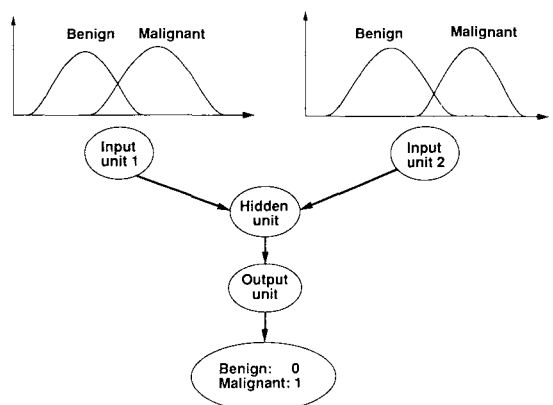 Benign Malignant
Benign Malignant
Input
unit 1
Input
unit 2
Hidden
unit
Output
unit
Benign: 0
Malignant: 1